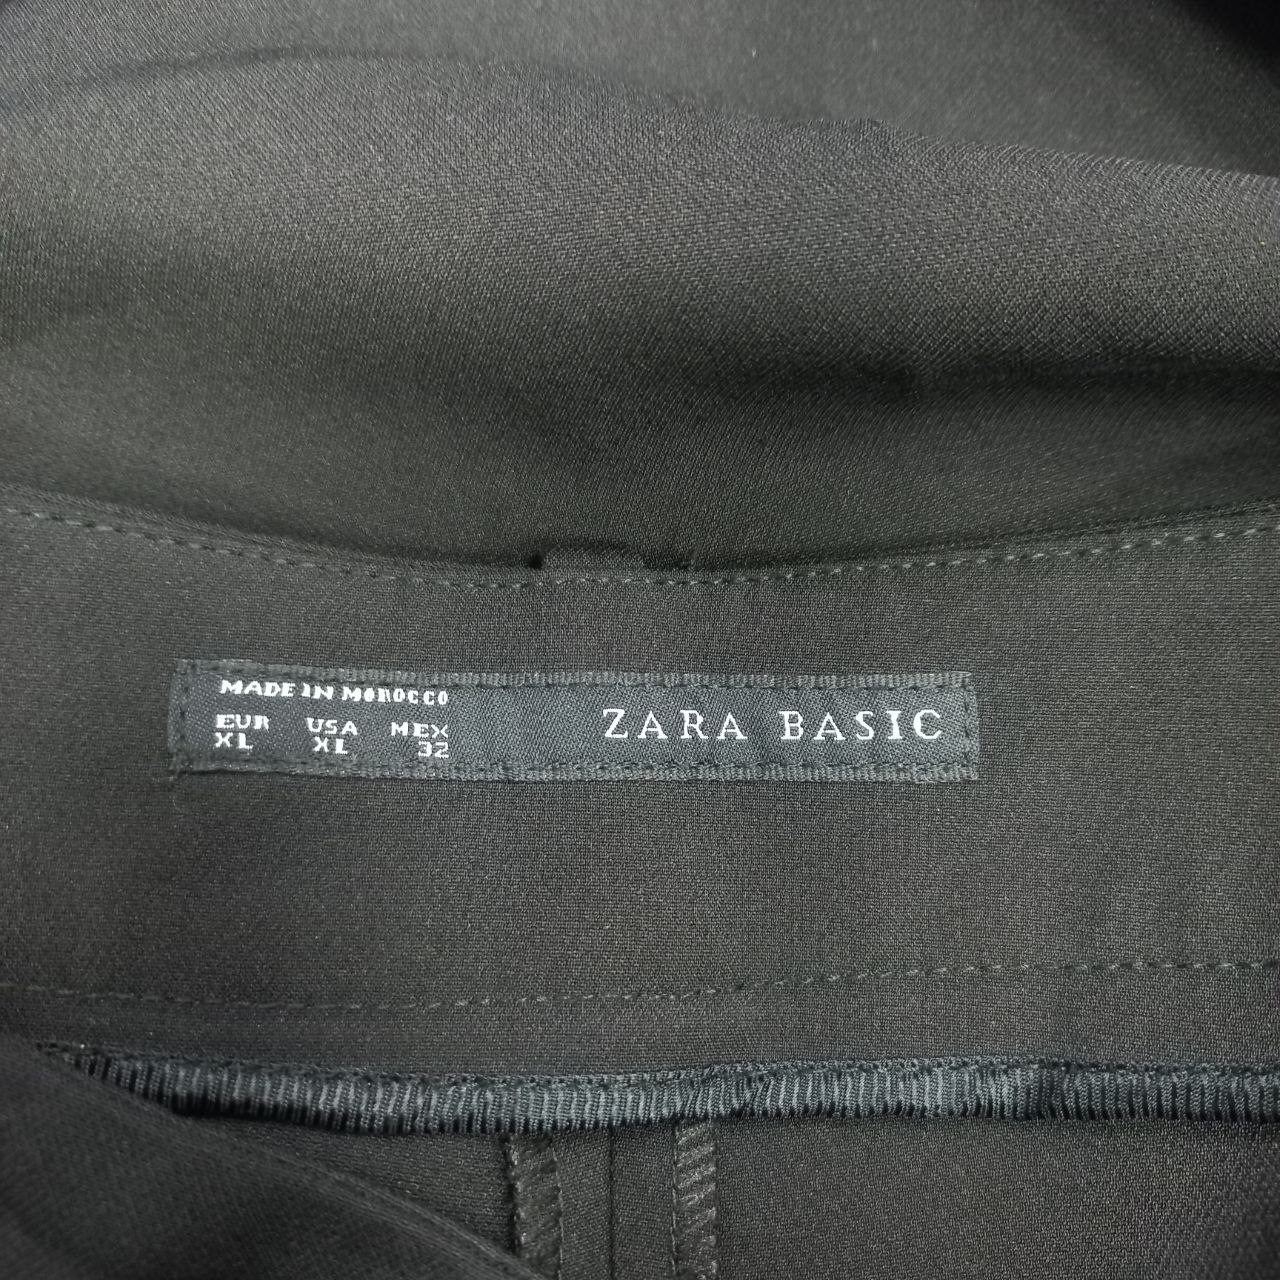 MADE IN MOROCCO
EUR USA MEX
XL XL 32
ZARA BASIC